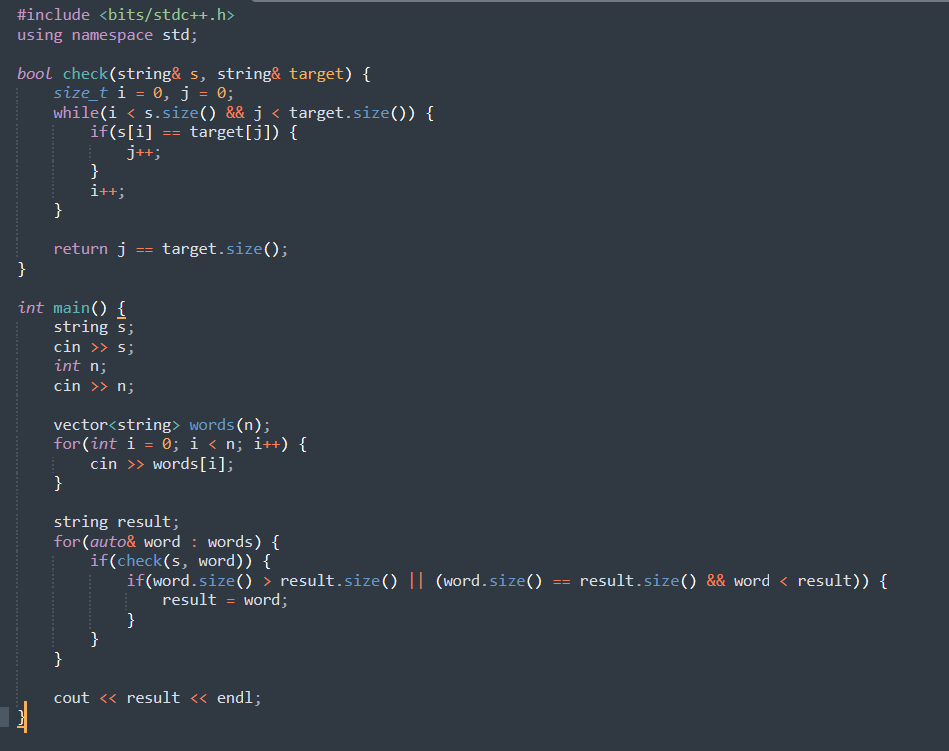 #include <bits/stdc++.h>
using namespace std;

bool check(string& s, string& target) {
    size_t i = 0, j = 0;
    while(i < s.size() && j < target.size()) {
        if(s[i] == target[j]) {
            j++;
        }
        i++;
    }

    return j == target.size();
}

int main() {
    string s;
    cin >> s;
    int n;
    cin >> n;

    vector<string> words(n);
    for(int i = 0; i < n; i++) {
        cin >> words[i];
    }

    string result;
    for(auto& word : words) {
        if(check(s, word)) {
            if(word.size() > result.size() || (word.size() == result.size() && word < result)) {
                result = word;
            }
        }
    }

    cout << result << endl;
}